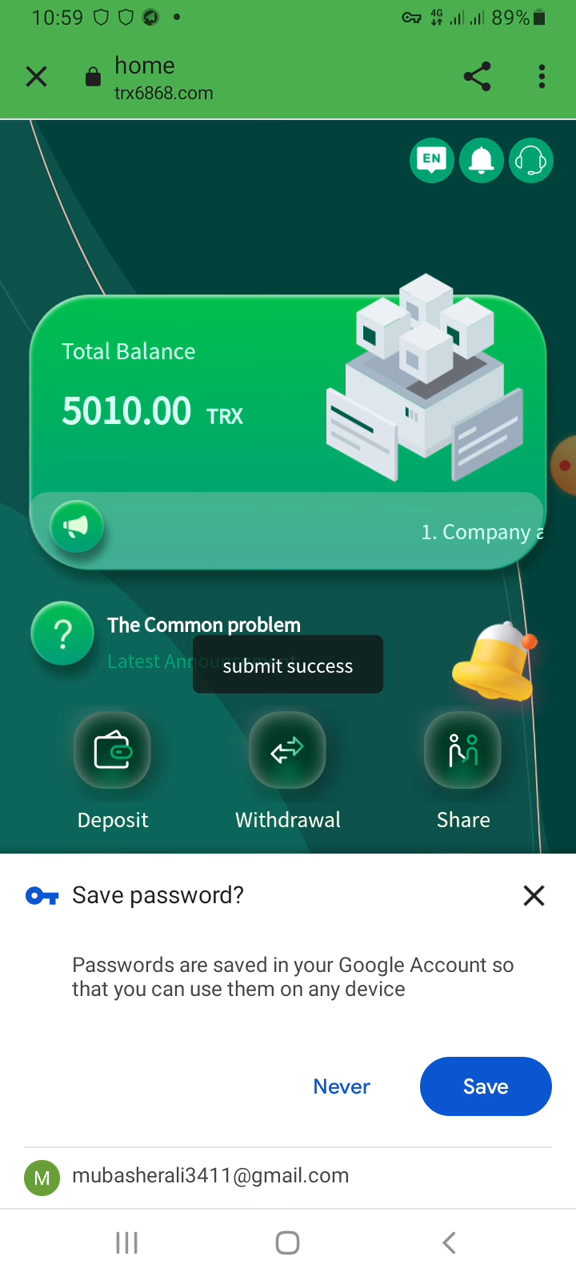 10:59
4G
89%
home
trx6868.com
EN
Total Balance
5010.00 TRX
1. Company a
?
The Common problem
Latest
submit success
Deposit
Withdrawal
Share
Save password?
Passwords are saved in your Google Account so
that you can use them on any device
Never
Save
M
mubasherali3411@gmail.com